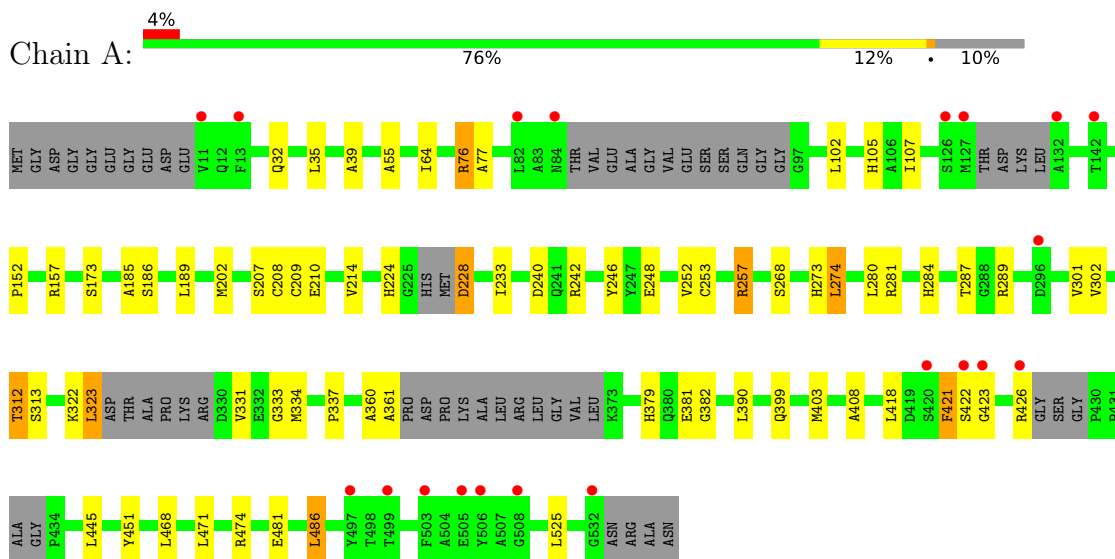 4%
Chain A:
76% 12% • 10%
MET GLY ASP GLY GLY GLU GLY GLU ASP GLU V11 Q12 F13 Q32 L35 A39 A55 I64 R76 A77 L82 A83 N84 THR VAL GLU ALA GLY VAL GLU SER SER GLN GLY GLY G97 L102 H105 A106 I107 S126 M127 THR ASP LYS LEU A132 T142
P152 R157 S173 A185 S186 L189 M202 S207 C208 C209 E210 V214 H224 G225 HIS MET D228 I233 D240 Q241 R242 Y246 Y247 E248 V252 C253 R257 S268 H273 L274 L280 R281 H284 T287 G288 R289 D296 V301 V302
T312 S313 K322 L323 ASP THR ALA PRO LYS ARG D330 V331 E332 G333 M334 P337 A360 A361 PRO ASP PRO LYS ALA LEU ARG LEU GLY VAL LEU K373 H379 Q380 E381 G382 L390 Q399 M403 A408 L418 D419 S420 F421 S422 G423 R426 GLY SER GLY P430 P431
ALA GLY P434 L445 Y451 L468 L471 R474 E481 L486 Y497 T498 T499 F503 A504 E505 Y506 A507 G508 L525 G532 ASN ARG ALA ASN